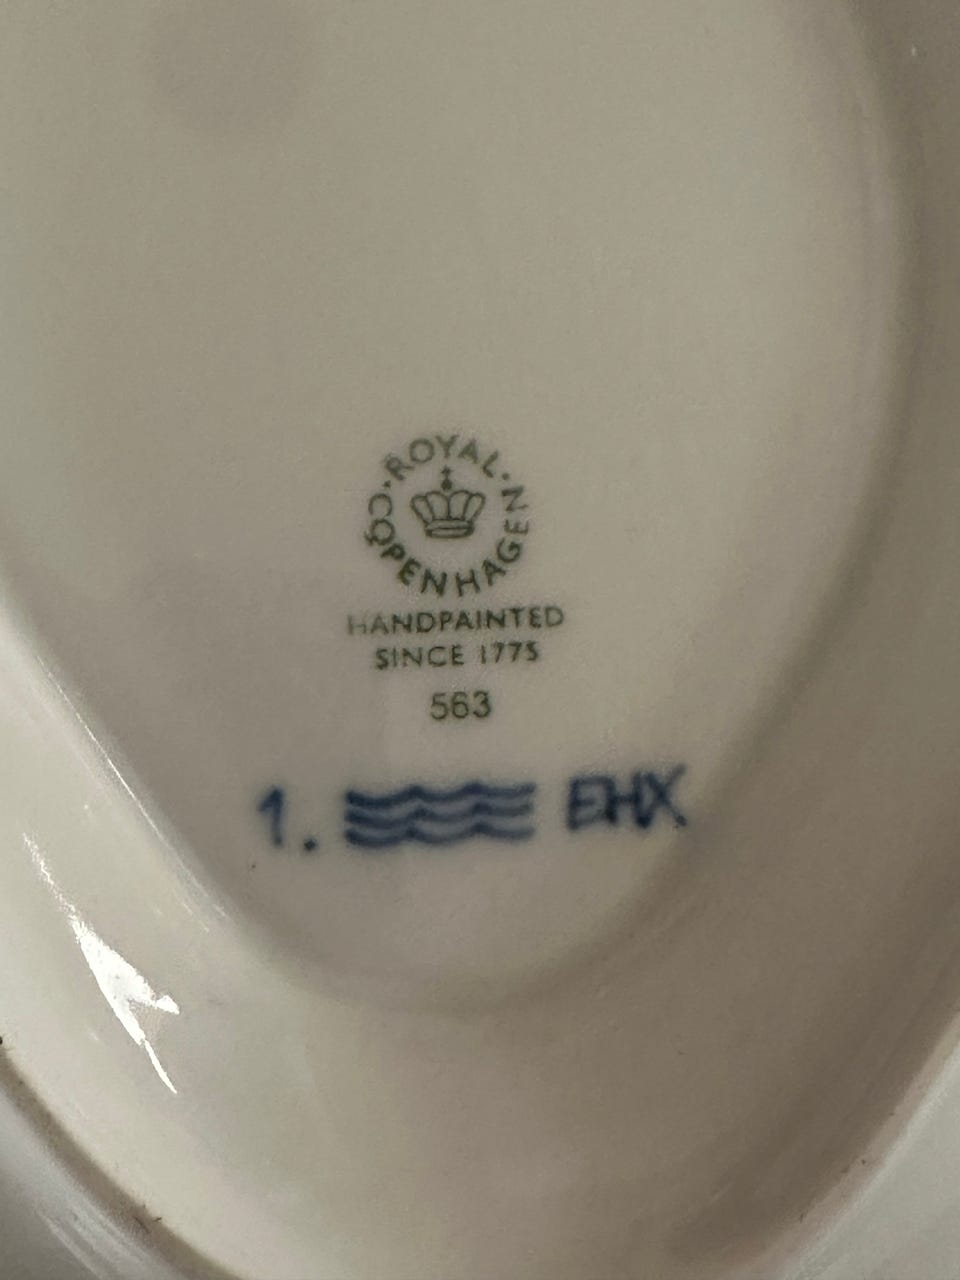 ROYAL COPENHAGEN
HANDPAINTED
SINCE 1775
563
1. EHX